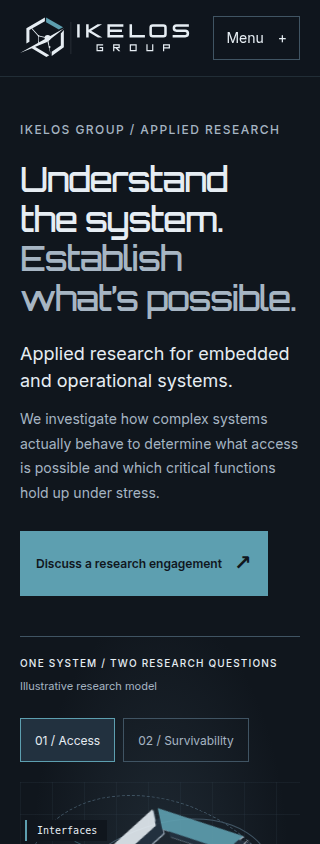 IKELOS
GROUP
Menu +
IKELOS GROUP / APPLIED RESEARCH
Understand
the system.
Establish
what's possible.
Applied research for embedded
and operational systems.
We investigate how complex systems
actually behave to determine what access
is possible and which critical functions
hold up under stress.
Discuss a research engagement ↗
ONE SYSTEM / TWO RESEARCH QUESTIONS
Illustrative research model
01 / Access
02 / Survivability
Interfaces